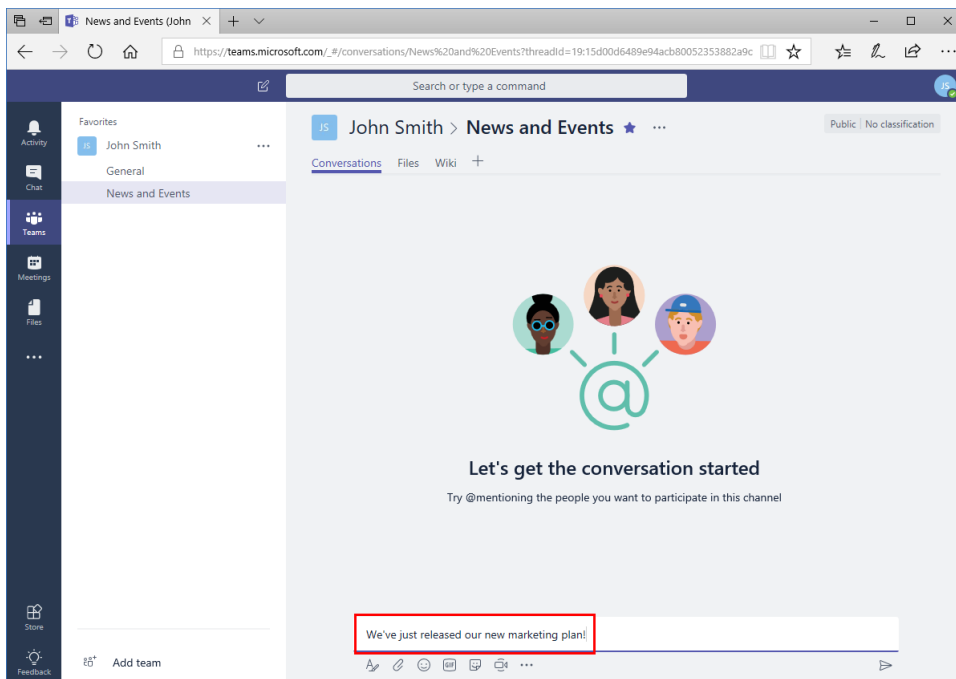 News and Events (John
https://teams.microsoft.com/_#/conversations/News%20and%20Events?threadId=19:15d00d6489e94acb80052353882a9c
Search or type a command
JS
Activity
Chat
Teams
Meetings
Files
Store
Feedback
Favorites
JS John Smith
General
News and Events
Add team
JS John Smith > News and Events
Public No classification
Conversations Files Wiki
Let's get the conversation started
Try @mentioning the people you want to participate in this channel
We've just released our new marketing plan!
GIF